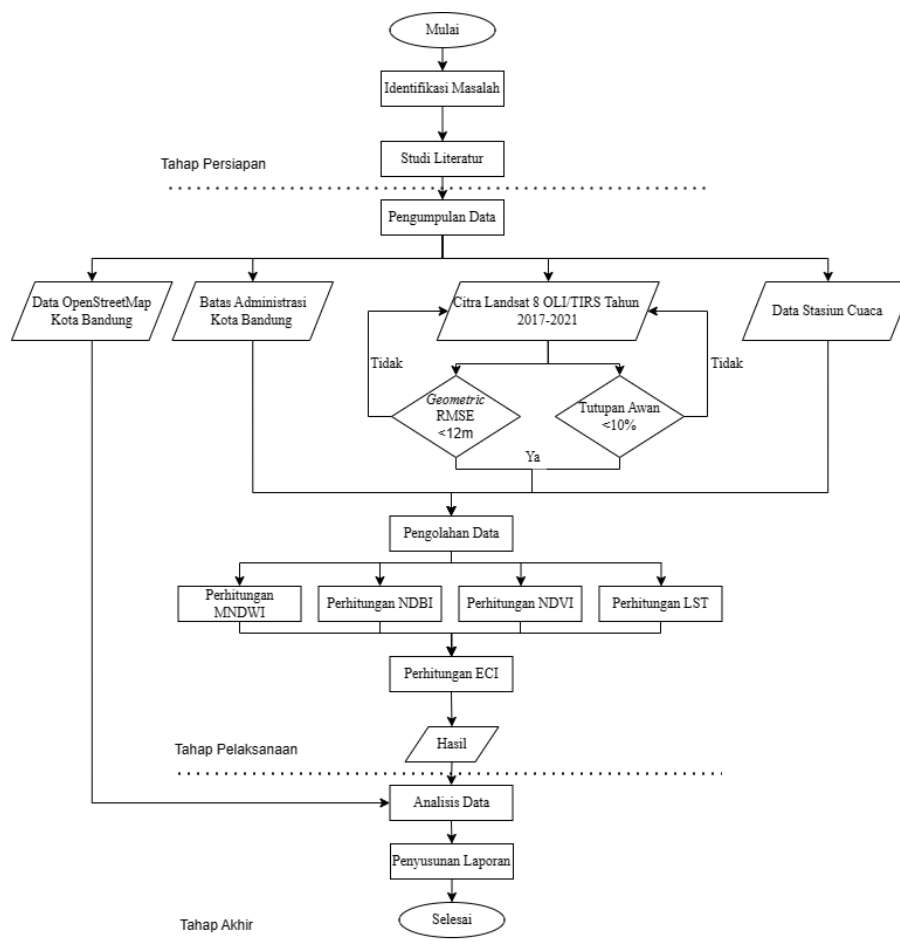 Mulai
Identifikasi Masalah
Studi Literatur
Tahap Persiapan
Pengumpulan Data
Data OpenStreetMap
Kota Bandung
Batas Administrasi
Kota Bandung
Citra Landsat 8 OLI/TIRS Tahun
2017-2021
Data Stasiun Cuaca
Tidak
Tidak
Geometric
RMSE
<12m
Tutupan Awan
<10%
Ya
Pengolahan Data
Perhitungan
MNDWI
Perhitungan NDBI
Perhitungan NDVI
Perhitungan LST
Perhitungan ECI
Hasil
Tahap Pelaksanaan
Analisis Data
Penyusunan Laporan
Selesai
Tahap Akhir